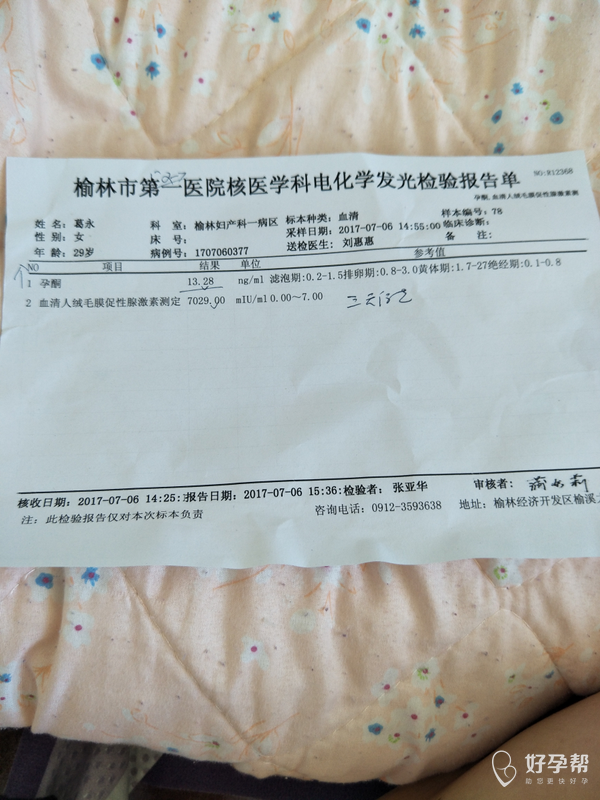 榆林市第一医院核医学科电化学发光检验报告单
NO:R12368
孕酮,血清人绒毛膜促性腺激素测
姓 名：葛永 科 室：榆林妇产科一病区 标本种类：血清 样本编号：78
性 别：女 床 号： 采样日期：2017-07-06 14:55:00 临床诊断：
年 龄：29岁 病例号：1707060377 送检医生：刘惠惠 备 注：
NO 项目 结果 单位 参考值
1 孕酮 13.28 ng/ml 滤泡期:0.2-1.5排卵期:0.8-3.0黄体期:1.7-27绝经期:0.1-0.8
2 血清人绒毛膜促性腺激素测定 7029.00 mIU/ml 0.00～7.00
核收日期：2017-07-06 14:25: 报告日期：2017-07-06 15:36: 检验者： 张亚华 审核者：
注：此检验报告仅对本次标本负责 咨询电话：0912-3593638 地址：榆林经济开发区榆溪
好孕帮
助您更快好孕